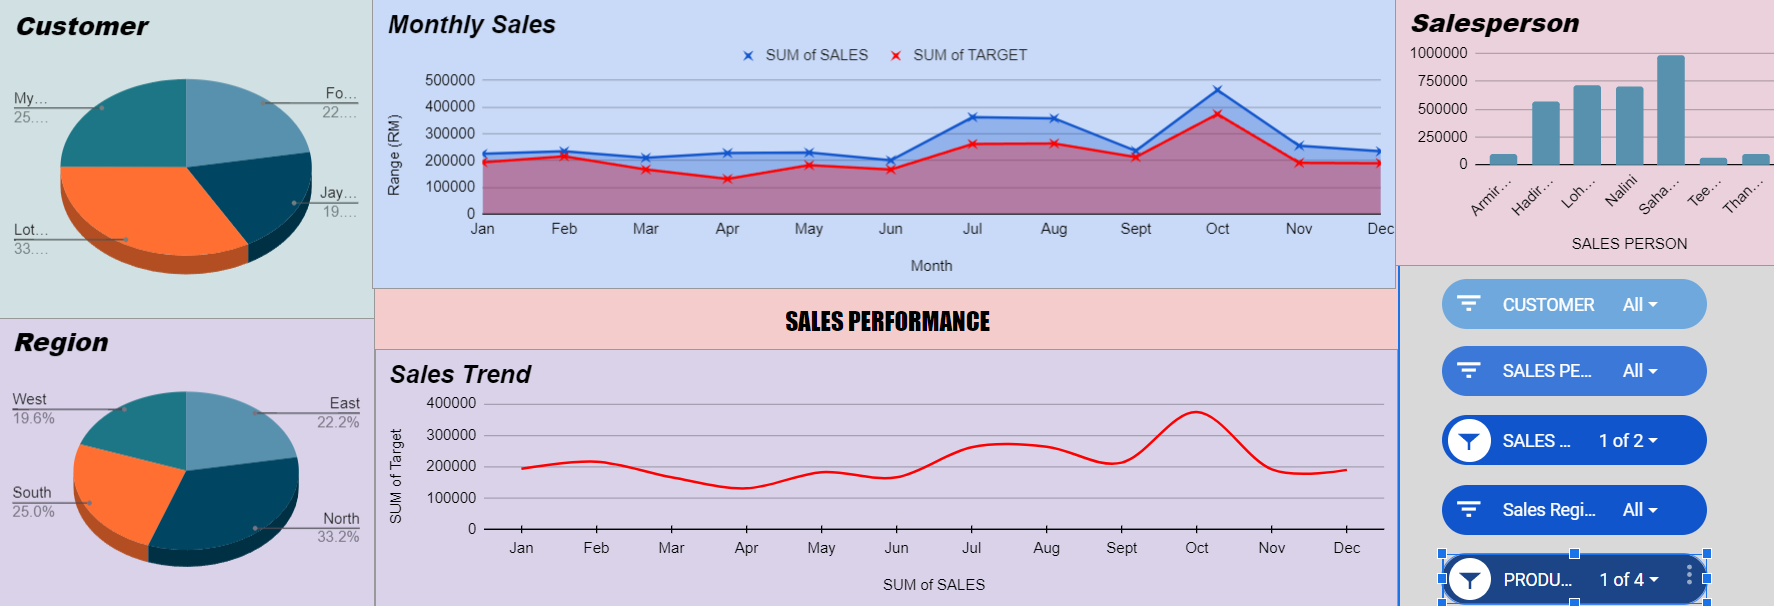 Customer
My...
25....
Fo...
22....
Jay...
19....
Lot...
33....
Monthly Sales
SUM of SALES
SUM of TARGET
Range (RM)
500000
400000
300000
200000
100000
0
Jan Feb Mar Apr May Jun Jul Aug Sept Oct Nov Dec
Month
Salesperson
1000000
750000
500000
250000
0
Armir...
Hadir...
Loh...
Nalini
Saha...
Tee...
Than...
SALES PERSON
SALES PERFORMANCE
Region
West
19.6%
East
22.2%
South
25.0%
North
33.2%
Sales Trend
SUM of Target
400000
300000
200000
100000
0
Jan Feb Mar Apr May Jun Jul Aug Sept Oct Nov Dec
SUM of SALES
CUSTOMER All
SALES PE... All
SALES ... 1 of 2
Sales Regi... All
PRODU... 1 of 4